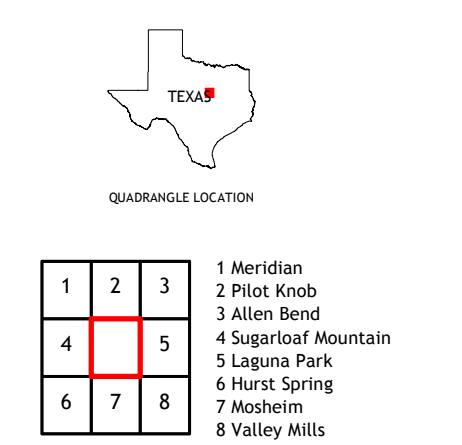 TEXAS
QUADRANGLE LOCATION
1 2 3
4 5
6 7 8
1 Meridian
2 Pilot Knob
3 Allen Bend
4 Sugarloaf Mountain
5 Laguna Park
6 Hurst Spring
7 Mosheim
8 Valley Mills